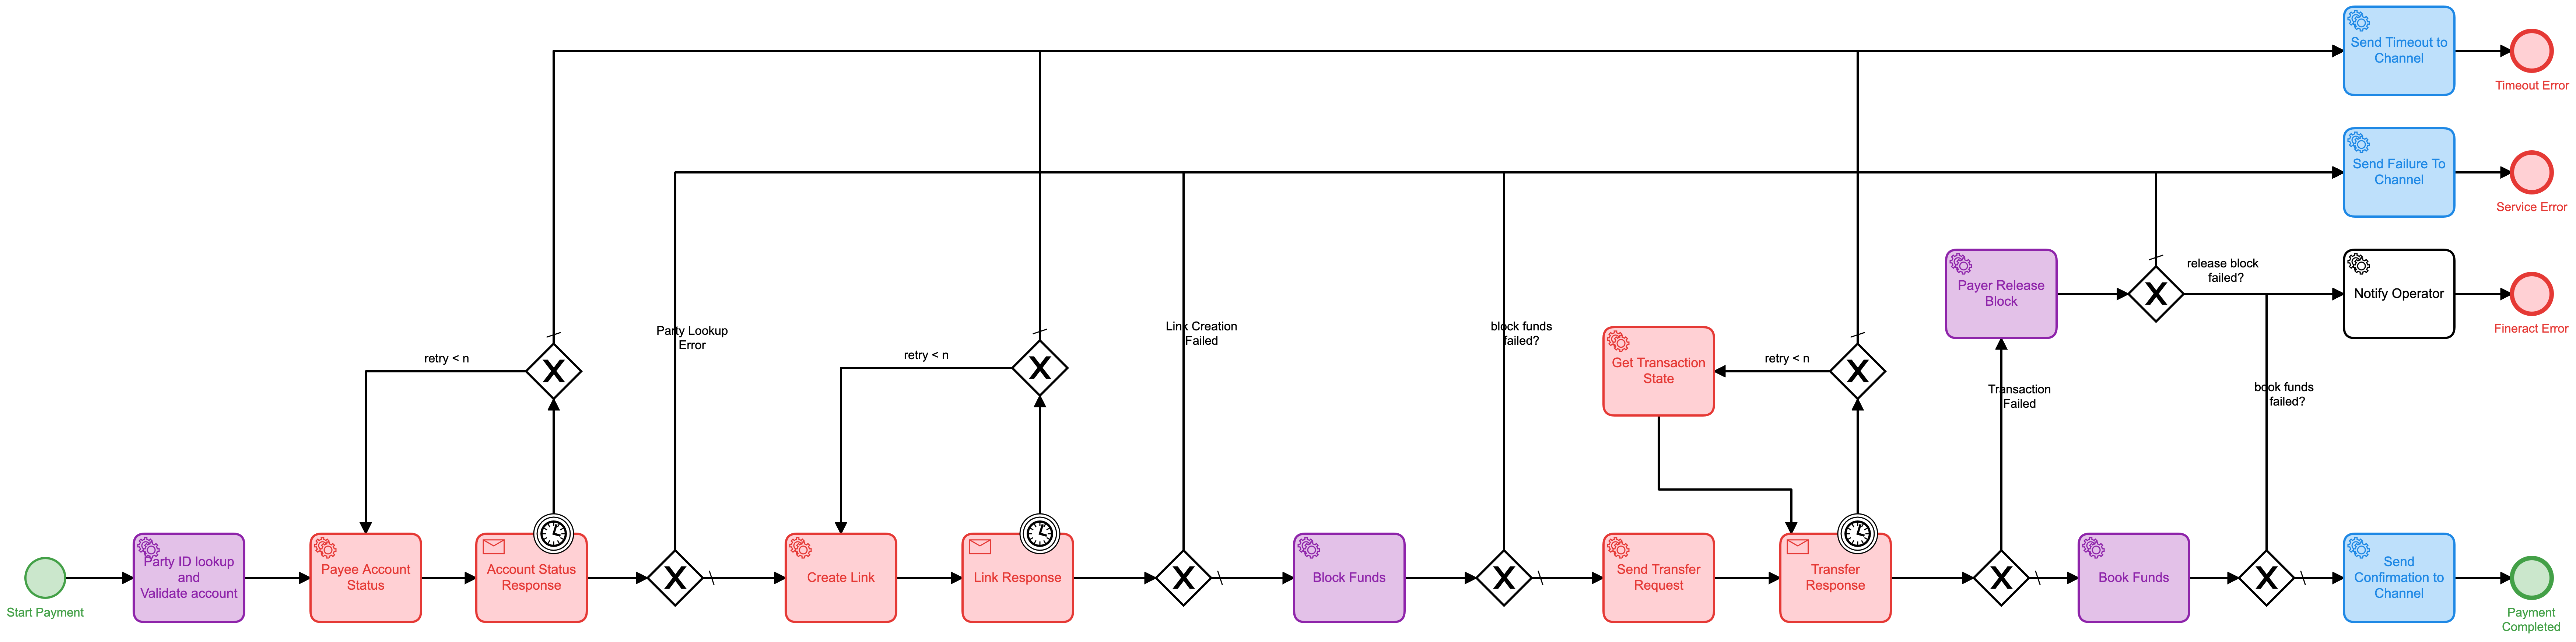 Send Timeout to
Channel
Timeout Error
Send Failure To
Channel
Service Error
release block
failed?
Payer Release
Block
Notify Operator
Fineract Error
Party Lookup
Error
Link Creation
Failed
block funds
failed?
retry < n
retry < n
retry < n
Get Transaction
State
Transaction
Failed
book funds
failed?
Start Payment
Party ID lookup
and
Validate account
Payee Account
Status
Account Status
Response
Create Link
Link Response
Block Funds
Send Transfer
Request
Transfer
Response
Book Funds
Send
Confirmation to
Channel
Payment
Completed